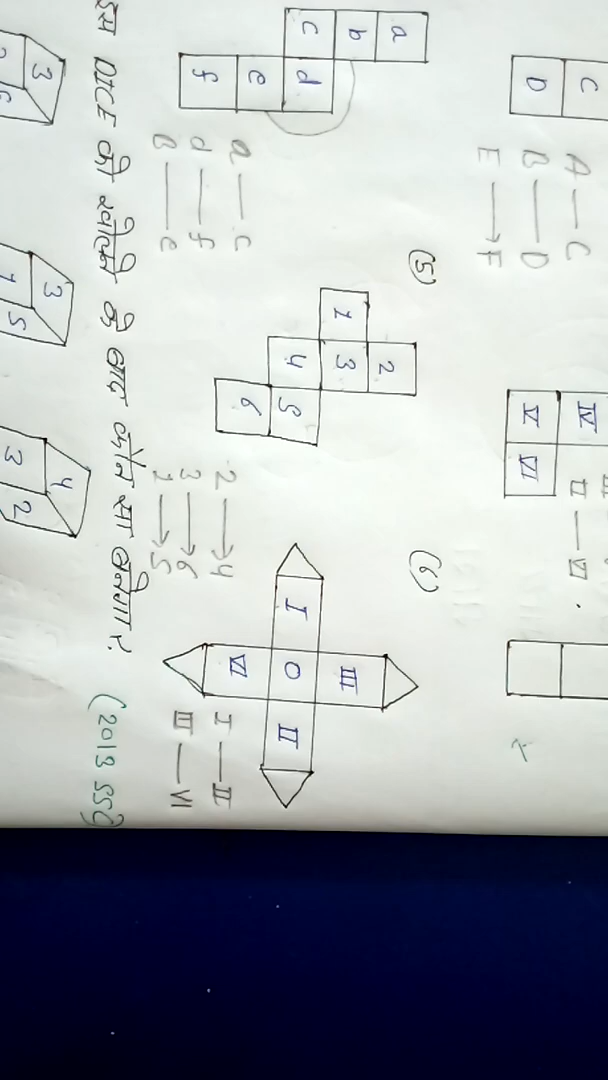 C
D
A — C
B — D
E → F
IV
V VI
II — VI
a
b
c d
e
f
a — c
d — f
B — e
(5)
2
1 3
4 5
6
2 → 4
3 → 6
1 → 5
(6)
III
I O II
VI
I — II
III — VI
इस DICE को खोलने के बाद कौन सा बनेगा? (2013 SSC)
3 3 5 4
1 3 2